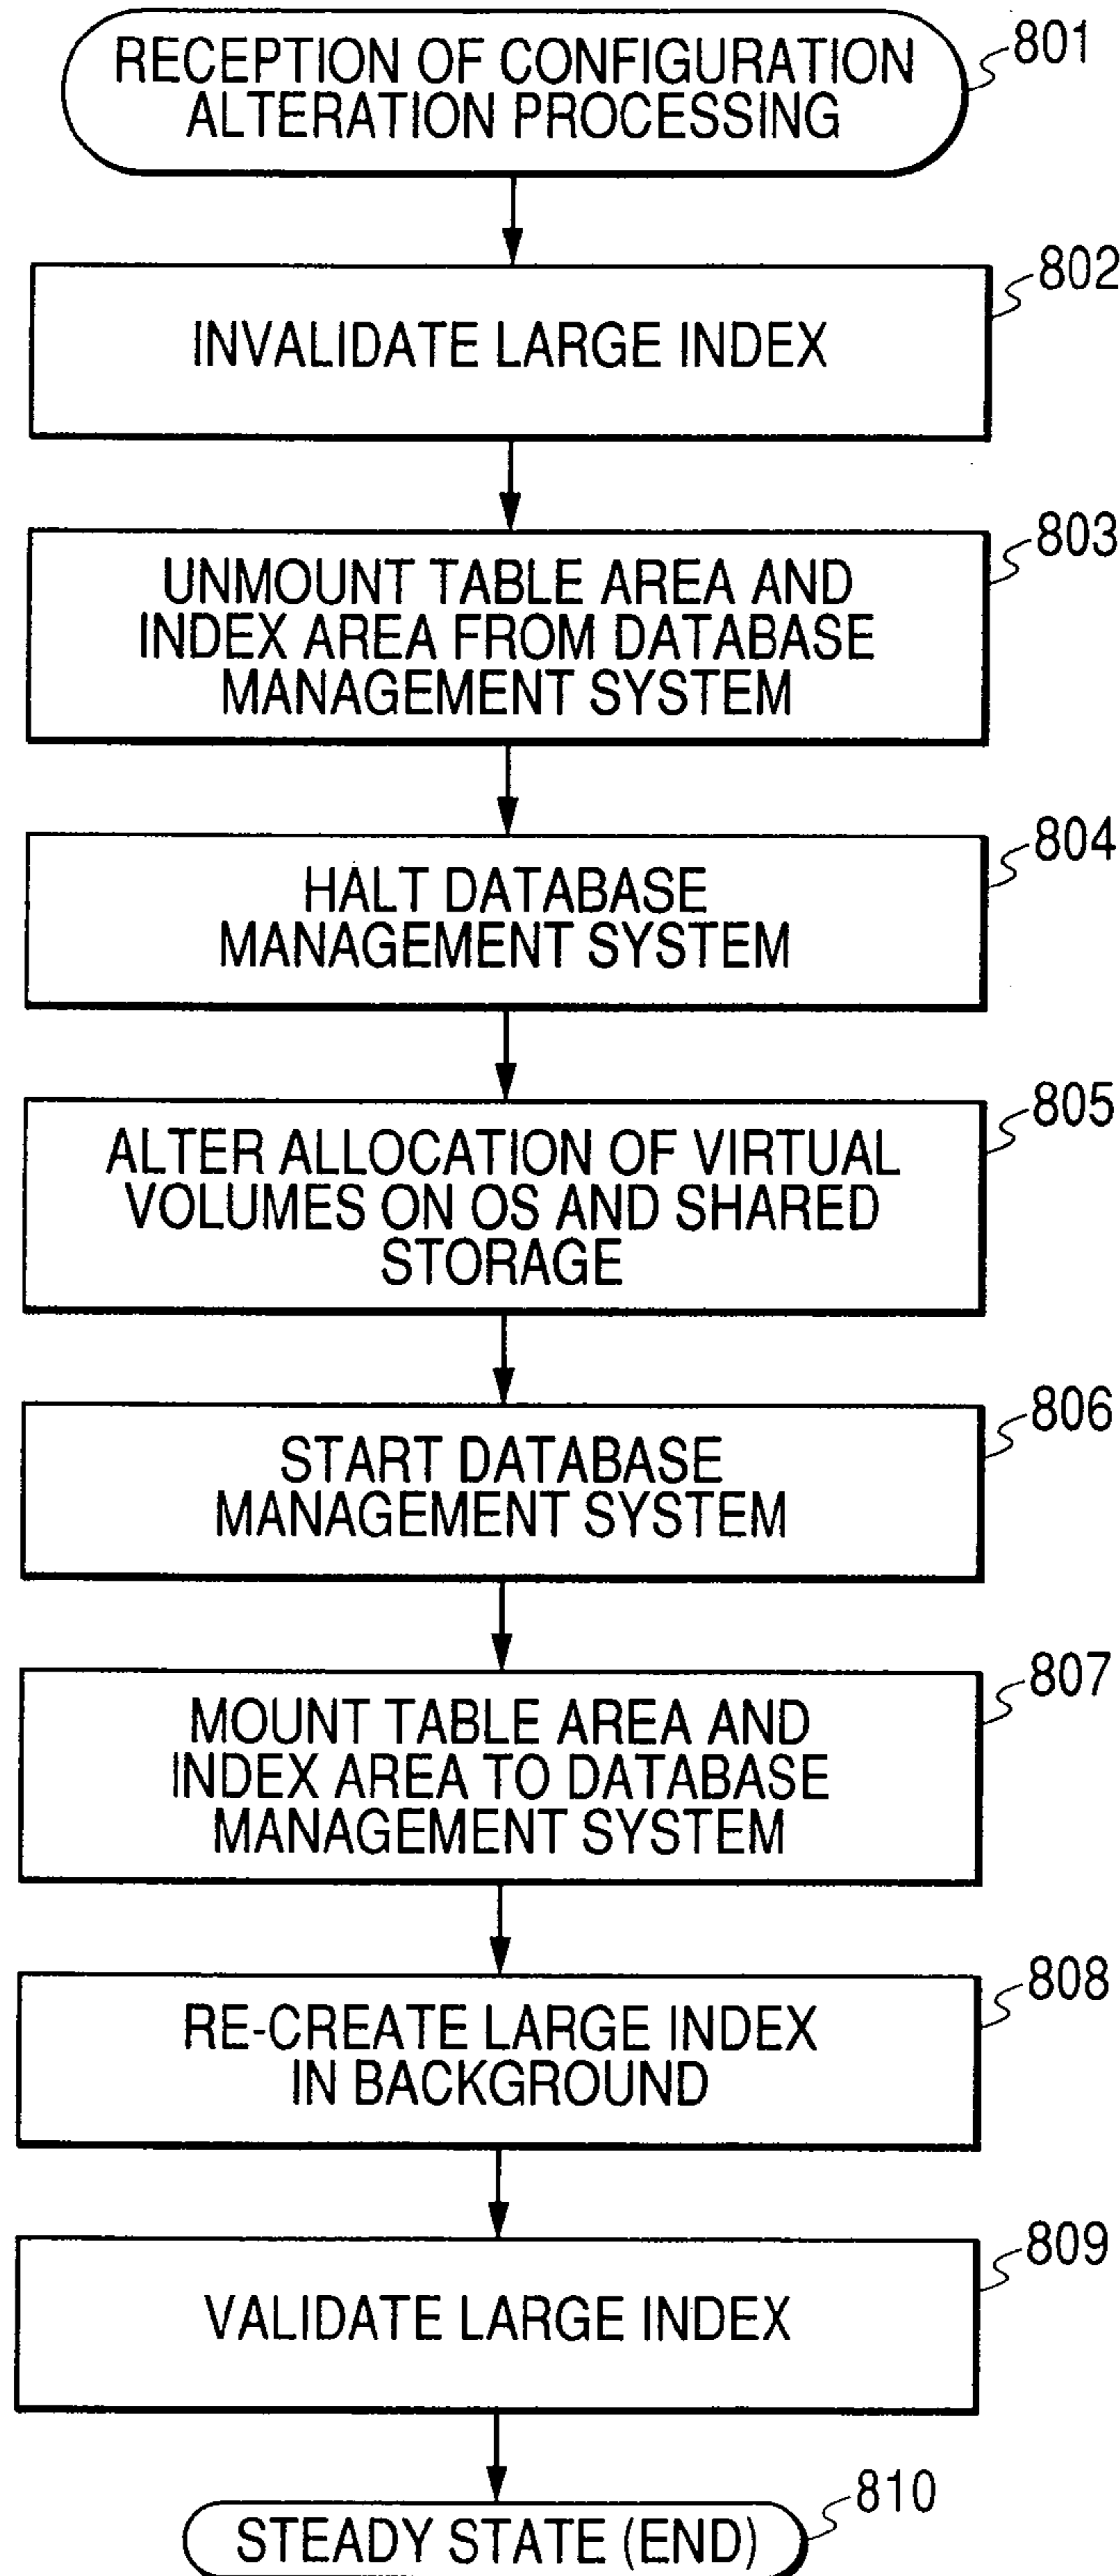 RECEPTION OF CONFIGURATION
ALTERATION PROCESSING
801
802
INVALIDATE LARGE INDEX
803
UNMOUNT TABLE AREA AND
INDEX AREA FROM DATABASE
MANAGEMENT SYSTEM
804
HALT DATABASE
MANAGEMENT SYSTEM
805
ALTER ALLOCATION OF VIRTUAL
VOLUMES ON OS AND SHARED
STORAGE
806
START DATABASE
MANAGEMENT SYSTEM
807
MOUNT TABLE AREA AND
INDEX AREA TO DATABASE
MANAGEMENT SYSTEM
808
RE-CREATE LARGE INDEX
IN BACKGROUND
809
VALIDATE LARGE INDEX
810
STEADY STATE (END)